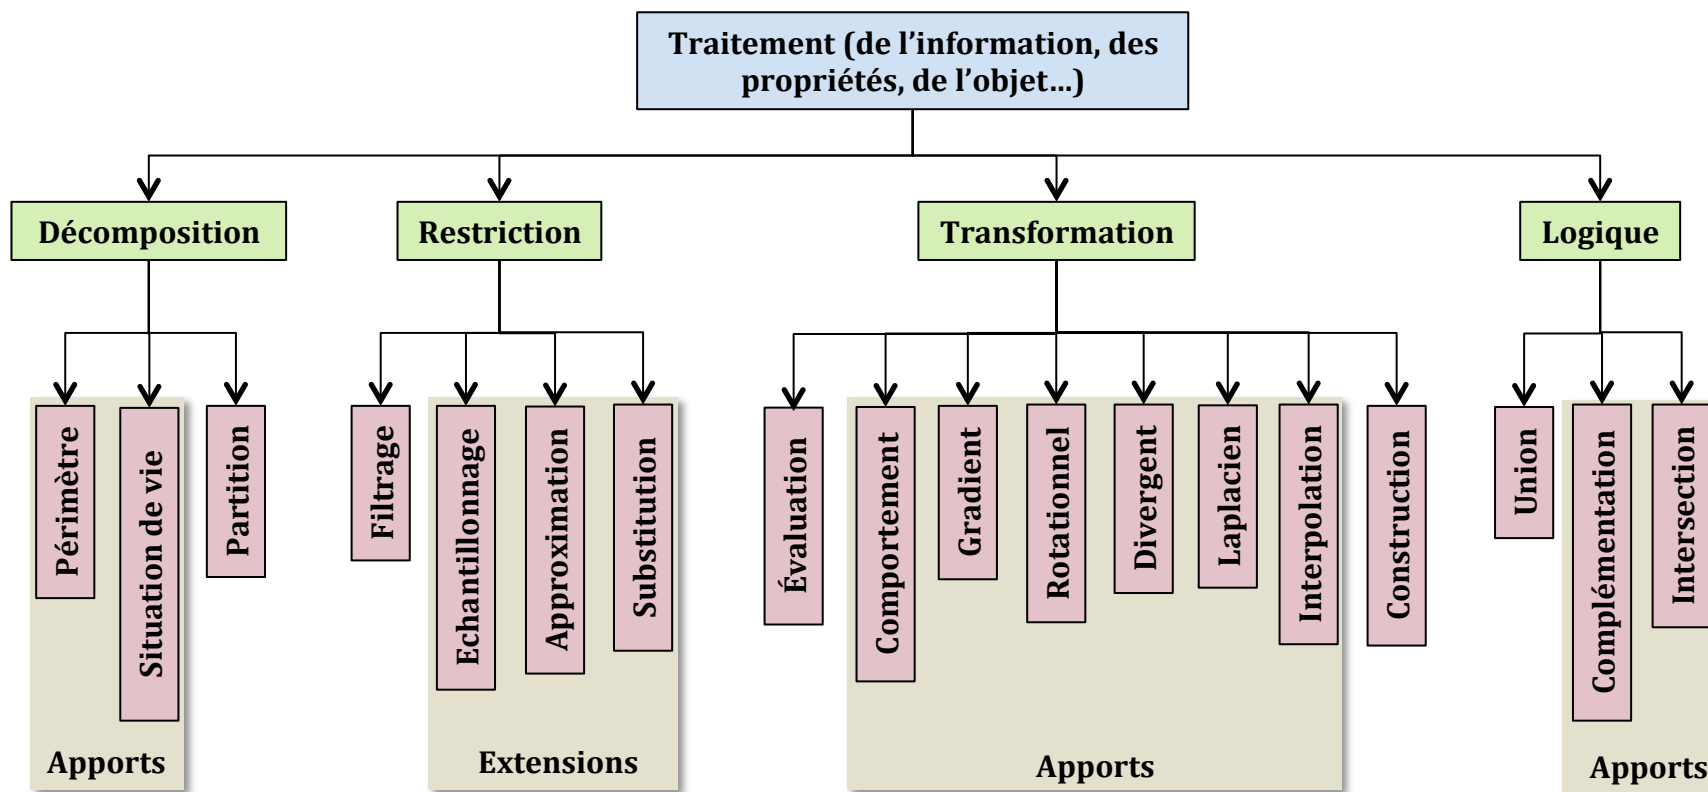 Traitement (de l’information, des
propriétés, de l’objet…)
Décomposition
Restriction
Transformation
Logique
Périmètre
Situation de vie
Partition
Filtrage
Echantillonnage
Approximation
Substitution
Évaluation
Comportement
Gradient
Rotationnel
Divergent
Laplacien
Interpolation
Construction
Union
Complémentation
Intersection
Apports
Extensions
Apports
Apports